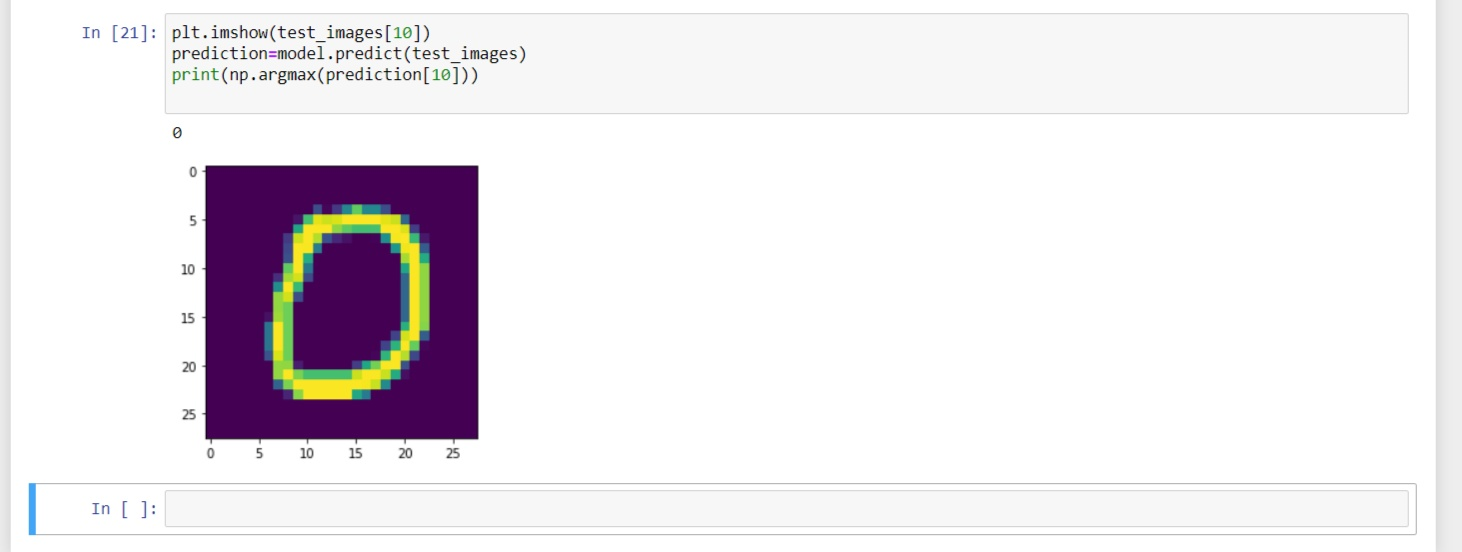 In [21]: plt.imshow(test_images[10])
prediction=model.predict(test_images)
print(np.argmax(prediction[10]))
0
0
5
10
15
20
25
0 5 10 15 20 25
In [ ]: